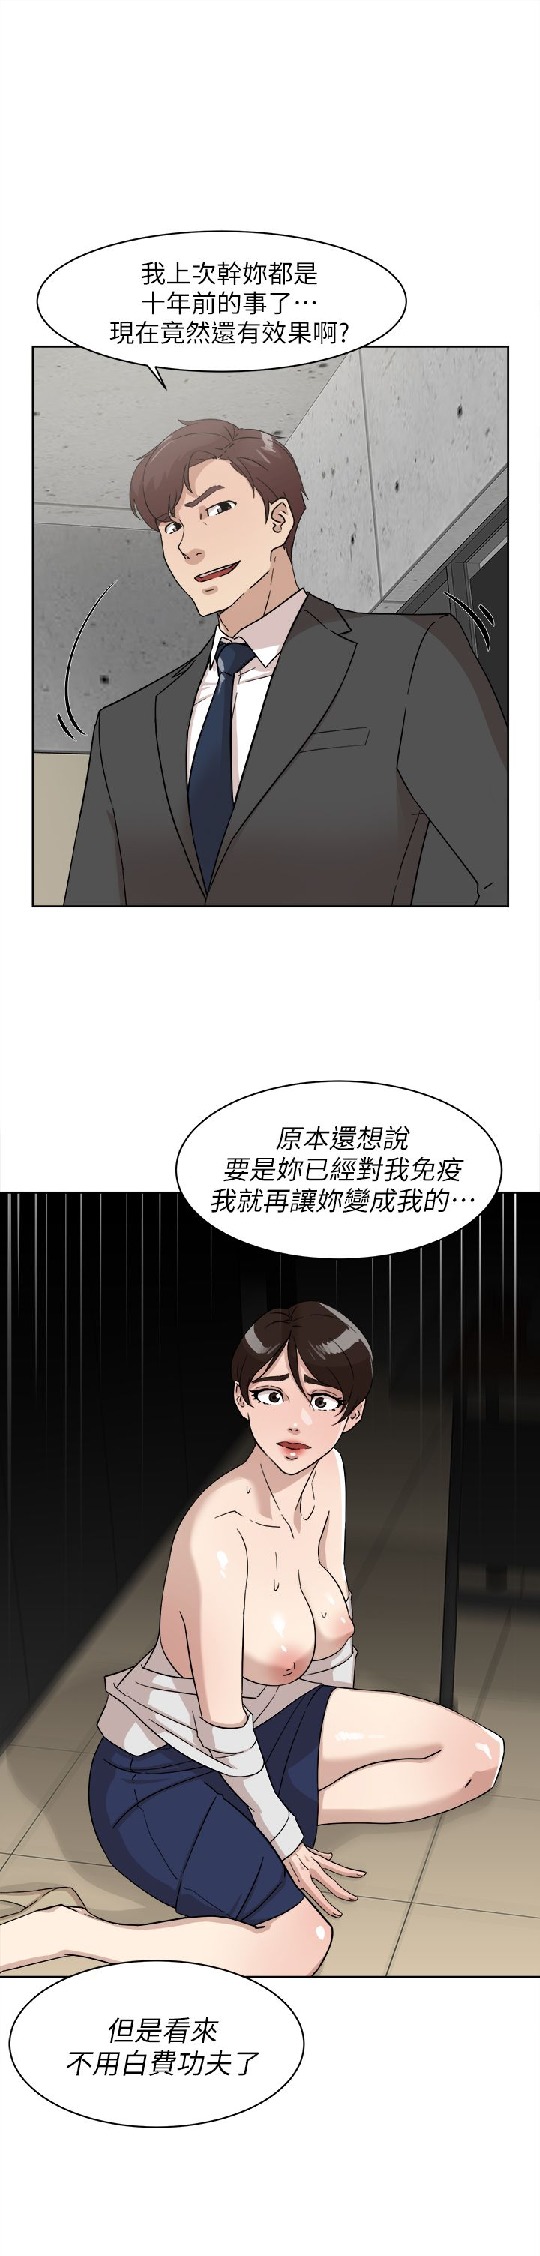 我上次幹妳都是
十年前的事了…
現在竟然還有效果啊?
原本還想說
要是妳已經對我免疫
我就再讓妳變成我的…
但是看來
不用白費功夫了